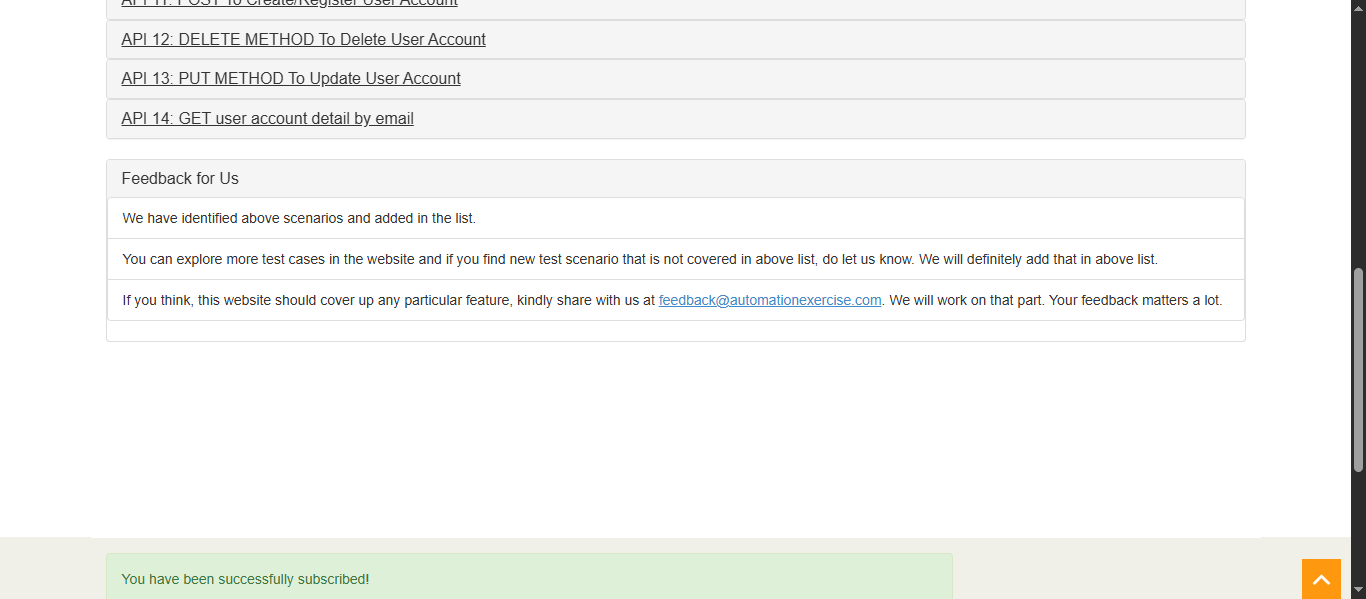 API 11: POST To Create/Register User Account
API 12: DELETE METHOD To Delete User Account
API 13: PUT METHOD To Update User Account
API 14: GET user account detail by email
Feedback for Us
We have identified above scenarios and added in the list.
You can explore more test cases in the website and if you find new test scenario that is not covered in above list, do let us know. We will definitely add that in above list.
If you think, this website should cover up any particular feature, kindly share with us at feedback@automationexercise.com. We will work on that part. Your feedback matters a lot.
You have been successfully subscribed!